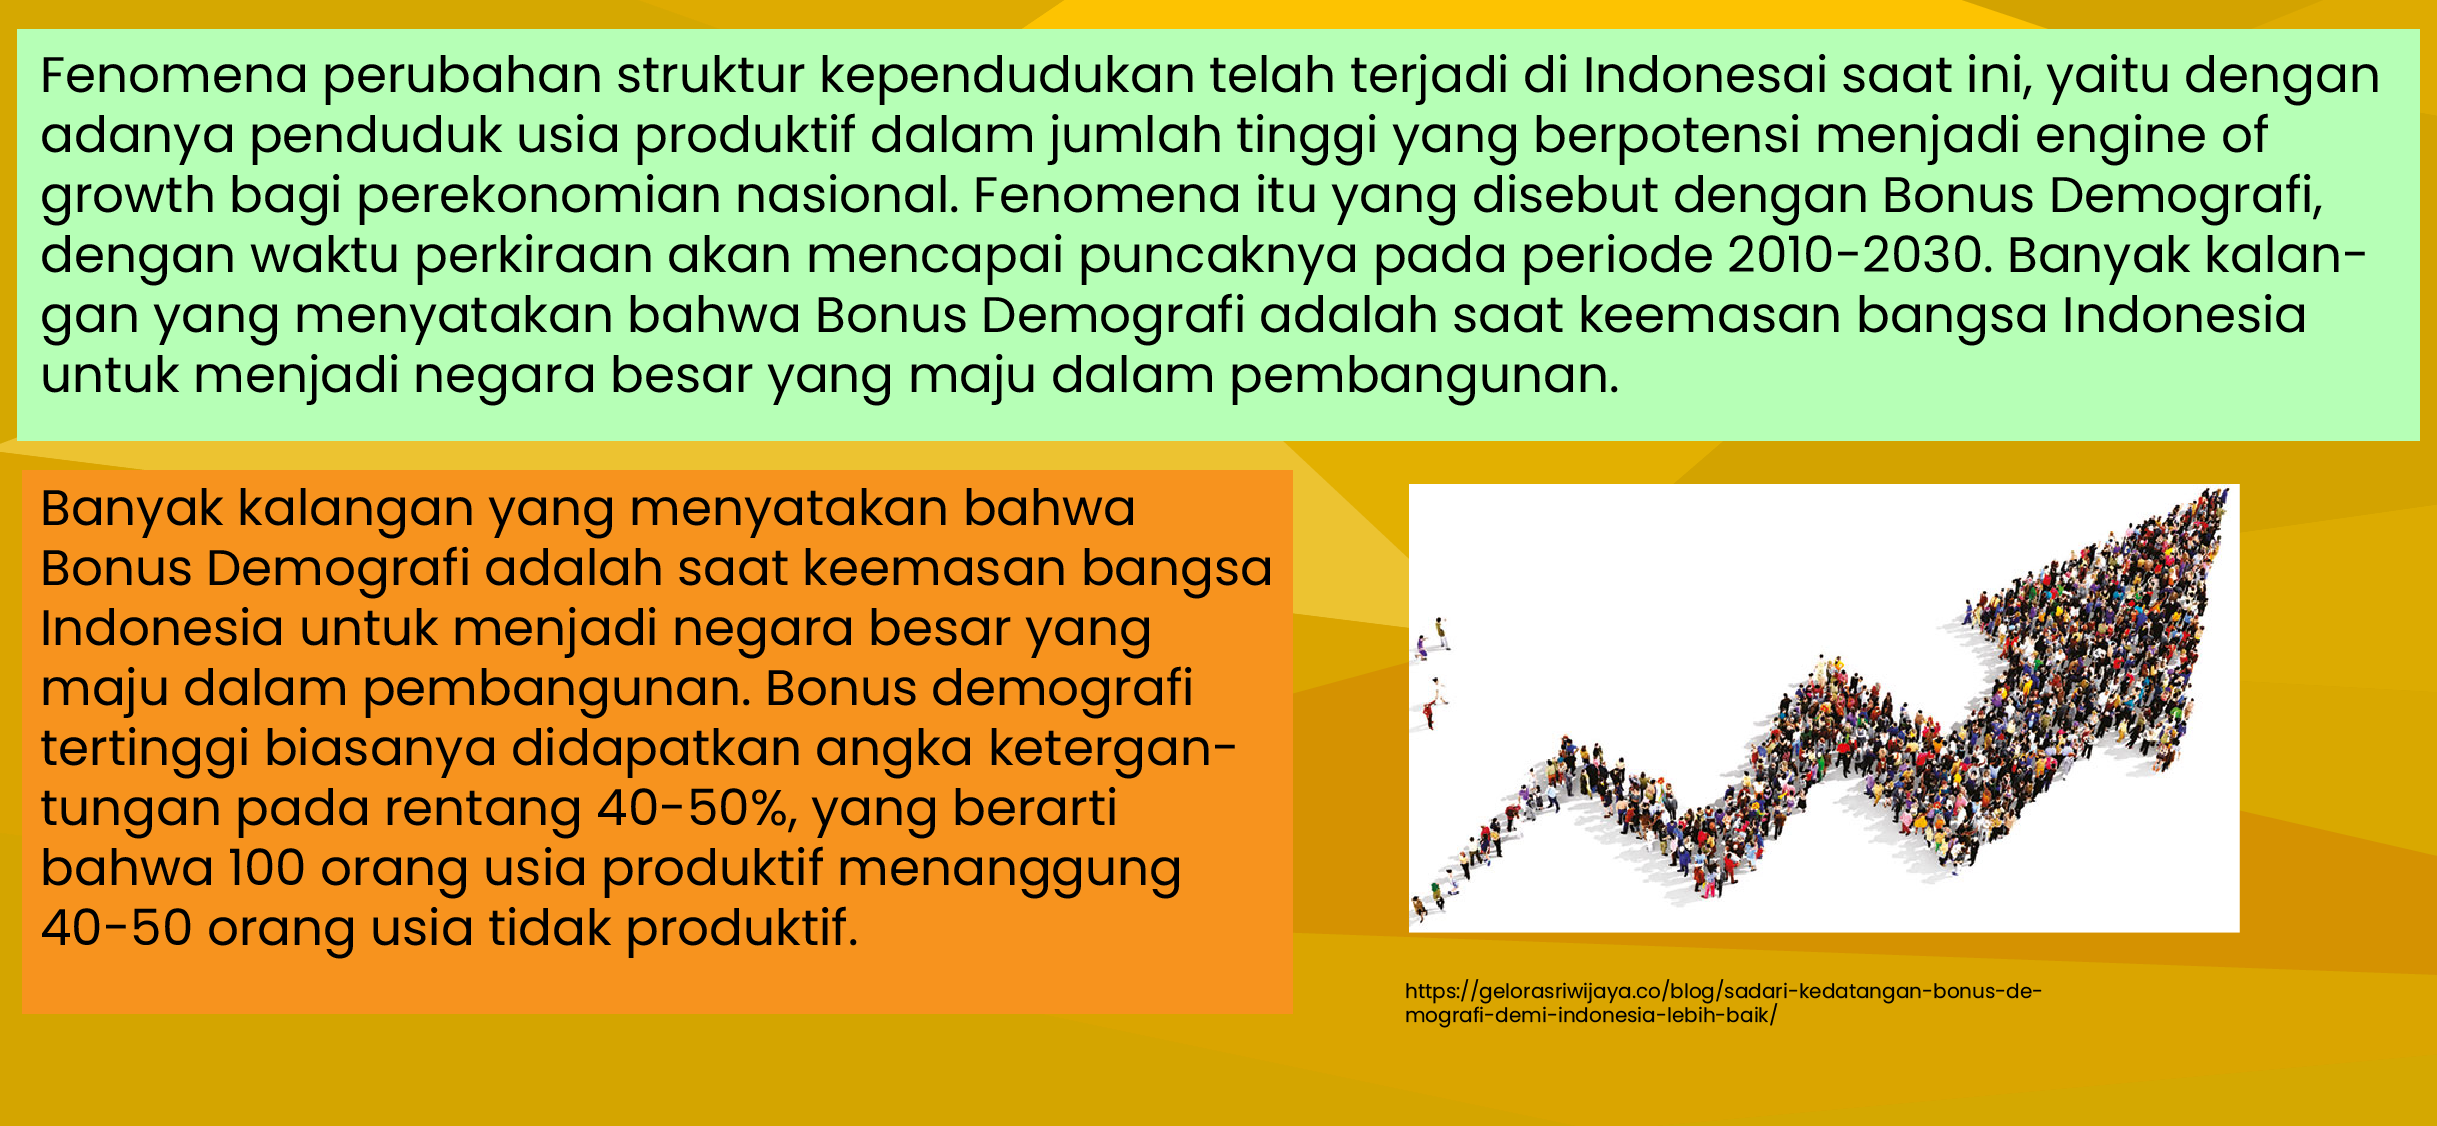 Fenomena perubahan struktur kependudukan telah terjadi di Indonesai saat ini, yaitu dengan
adanya penduduk usia produktif dalam jumlah tinggi yang berpotensi menjadi engine of
growth bagi perekonomian nasional. Fenomena itu yang disebut dengan Bonus Demografi,
dengan waktu perkiraan akan mencapai puncaknya pada periode 2010-2030. Banyak kalan-
gan yang menyatakan bahwa Bonus Demografi adalah saat keemasan bangsa Indonesia
untuk menjadi negara besar yang maju dalam pembangunan.
Banyak kalangan yang menyatakan bahwa
Bonus Demografi adalah saat keemasan bangsa
Indonesia untuk menjadi negara besar yang
maju dalam pembangunan. Bonus demografi
tertinggi biasanya didapatkan angka ketergan-
tungan pada rentang 40-50%, yang berarti
bahwa 100 orang usia produktif menanggung
40-50 orang usia tidak produktif.
https://gelorasriwijaya.co/blog/sadari-kedatangan-bonus-de-
mografi-demi-indonesia-lebih-baik/